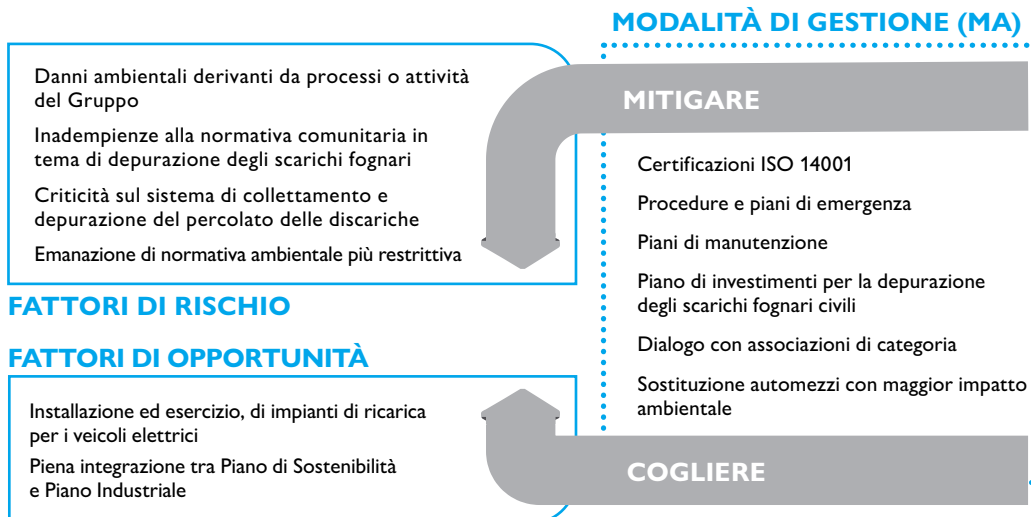 MODALITÀ DI GESTIONE (MA)
Danni ambientali derivanti da processi o attività
del Gruppo
Inadempienze alla normativa comunitaria in
tema di depurazione degli scarichi fognari
Criticità sul sistema di collettamento e
depurazione del percolato delle discariche
Emanazione di normativa ambientale più restrittiva
FATTORI DI RISCHIO
FATTORI DI OPPORTUNITÀ
Installazione ed esercizio, di impianti di ricarica
per i veicoli elettrici
Piena integrazione tra Piano di Sostenibilità
e Piano Industriale
MITIGARE
Certificazioni ISO 14001
Procedure e piani di emergenza
Piani di manutenzione
Piano di investimenti per la depurazione
degli scarichi fognari civili
Dialogo con associazioni di categoria
Sostituzione automezzi con maggior impatto
ambientale
COGLIERE